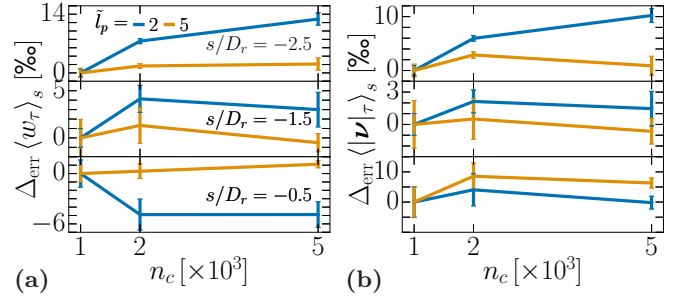 l̃ₚ = 2 5
Δerr ⟨wτ⟩s [‰]
14
0
s/Dr = −2.5
5
0
s/Dr = −1.5
0
−6
s/Dr = −0.5
1 2 5
nc [×10³]
(a)
Δerr ⟨|ν|τ⟩s [‰]
10
0
3
0
10
0
1 2 5
nc [×10³]
(b)